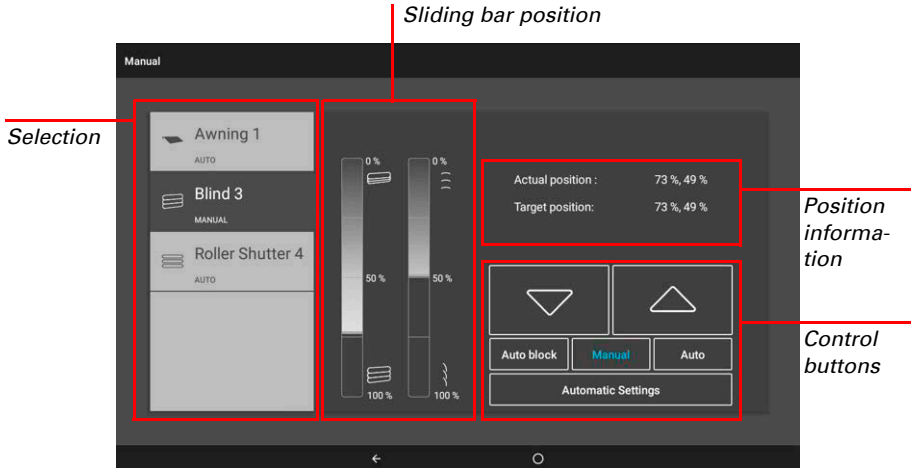 Sliding bar position
Manual
Selection
Awning 1
AUTO
Blind 3
MANUAL
Roller Shutter 4
AUTO
0 %
0 %
50 %
50 %
100 %
100 %
Actual position : 73 %, 49 %
Target position: 73 %, 49 %
Position
informa-
tion
Auto block Manual Auto
Automatic Settings
Control
buttons